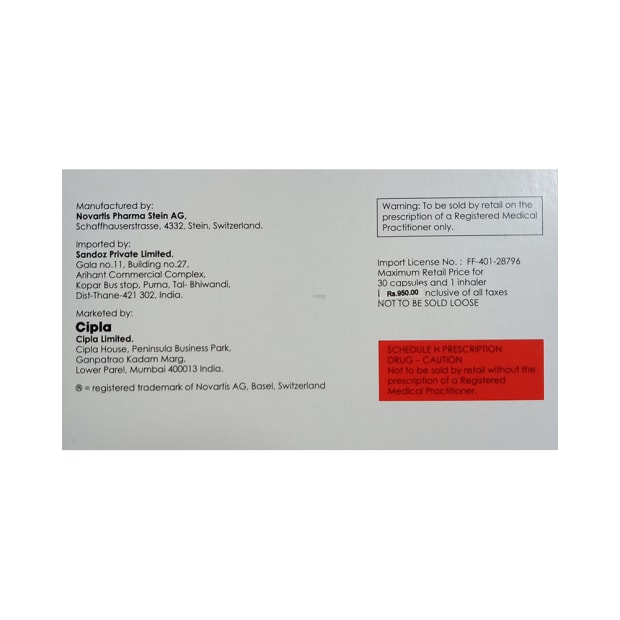 Manufactured by:
Novartis Pharma Stein AG,
Schaffhauserstrasse, 4332, Stein, Switzerland.
Imported by:
Sandoz Private Limited.
Gala no.11, Building no.27,
Arihant Commercial Complex,
Kopar Bus stop, Purna, Tal- Bhiwandi,
Dist-Thane-421 302, India.
Marketed by:
Cipla
Cipla Limited.
Cipla House, Peninsula Business Park,
Ganpatrao Kadam Marg,
Lower Parel, Mumbai 400013 India.
® = registered trademark of Novartis AG, Basel, Switzerland
Warning: To be sold by retail on the
prescription of a Registered Medical
Practitioner only.
Import License No. : FF-401-28796
Maximum Retail Price for
30 capsules and 1 inhaler
Rs.950.00 inclusive of all taxes
NOT TO BE SOLD LOOSE
SCHEDULE H PRESCRIPTION
DRUG – CAUTION
Not to be sold by retail without the
prescription of a Registered
Medical Practitioner.